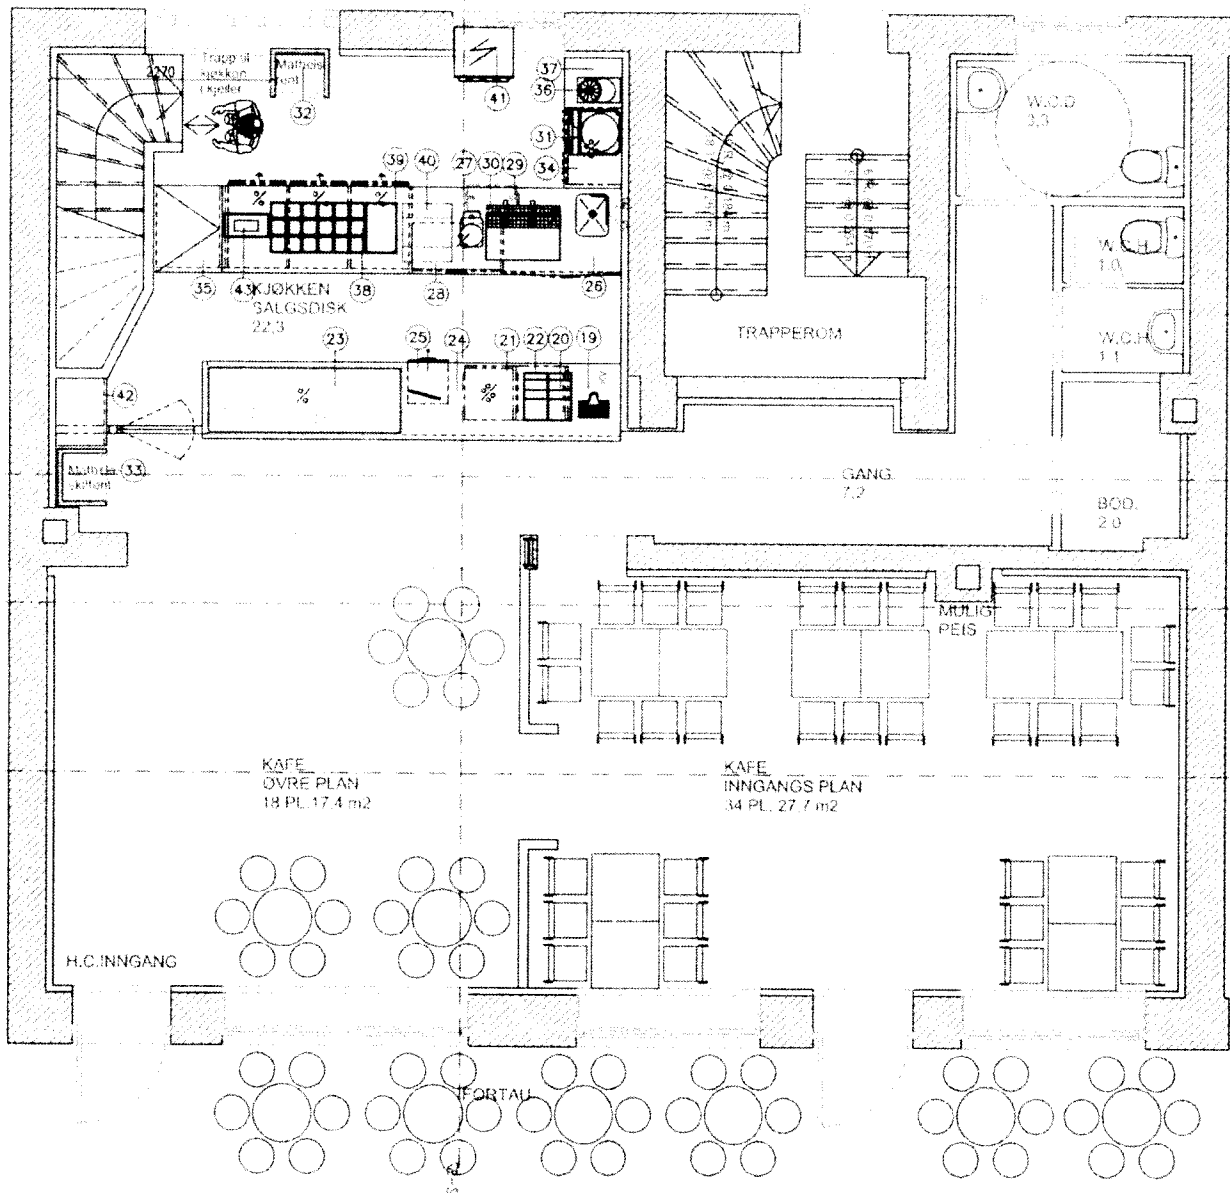 2270
Trapp til
kjøkken
i kjeller
Matheis
32
41
37
36
31
34
39
40
27
30
29
35
43
38
28
26
KJØKKEN
SALGSDISK
22,3
23
25
24
21
22
20
19
42
33
W.C.D
3,3
W.C.H.
1.0
W.C.H.
1.1
TRAPPEROM
GANG
7,2
BOD.
2.0
MULIG
PEIS
KAFE
ØVRE PLAN
18 PL. 17,4 m2
KAFE
INNGANGS PLAN
34 PL. 27,7 m2
H.C.INNGANG
FORTAU